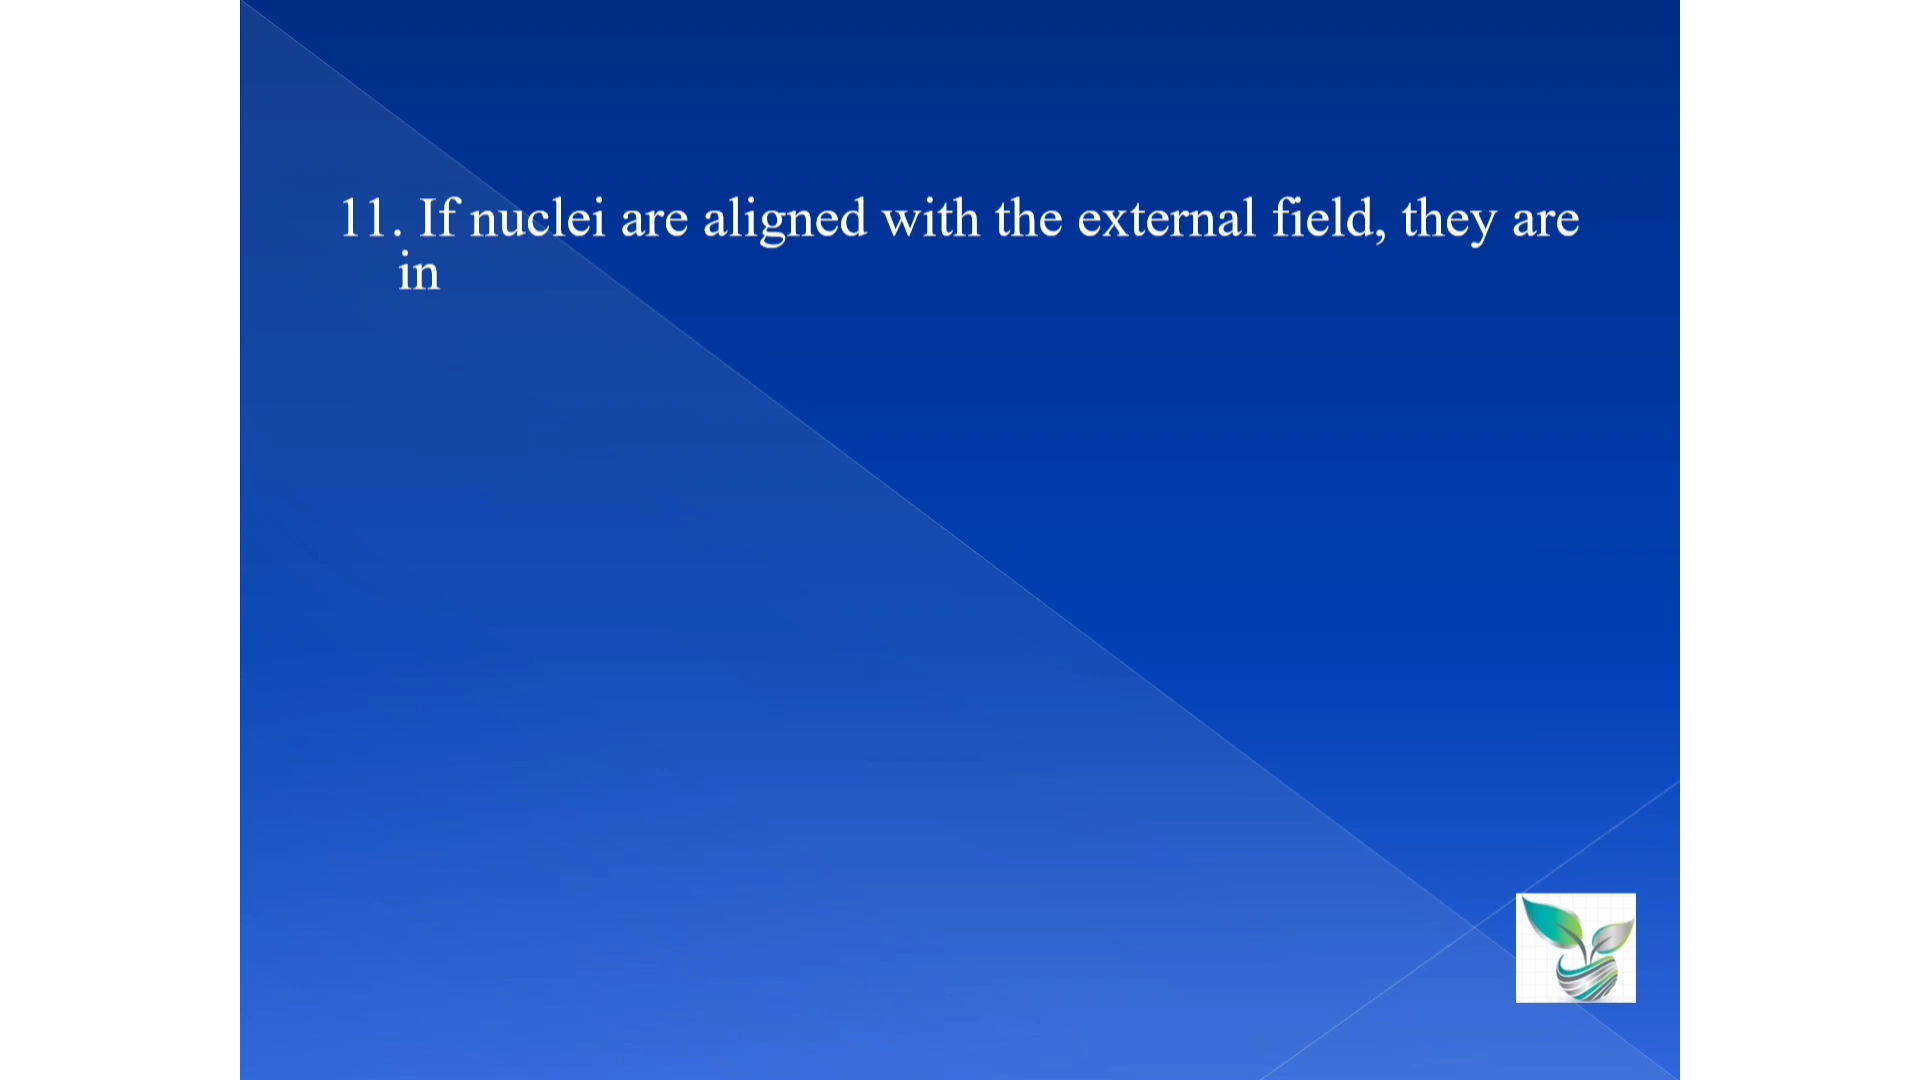 11. If nuclei are aligned with the external field, they are
in